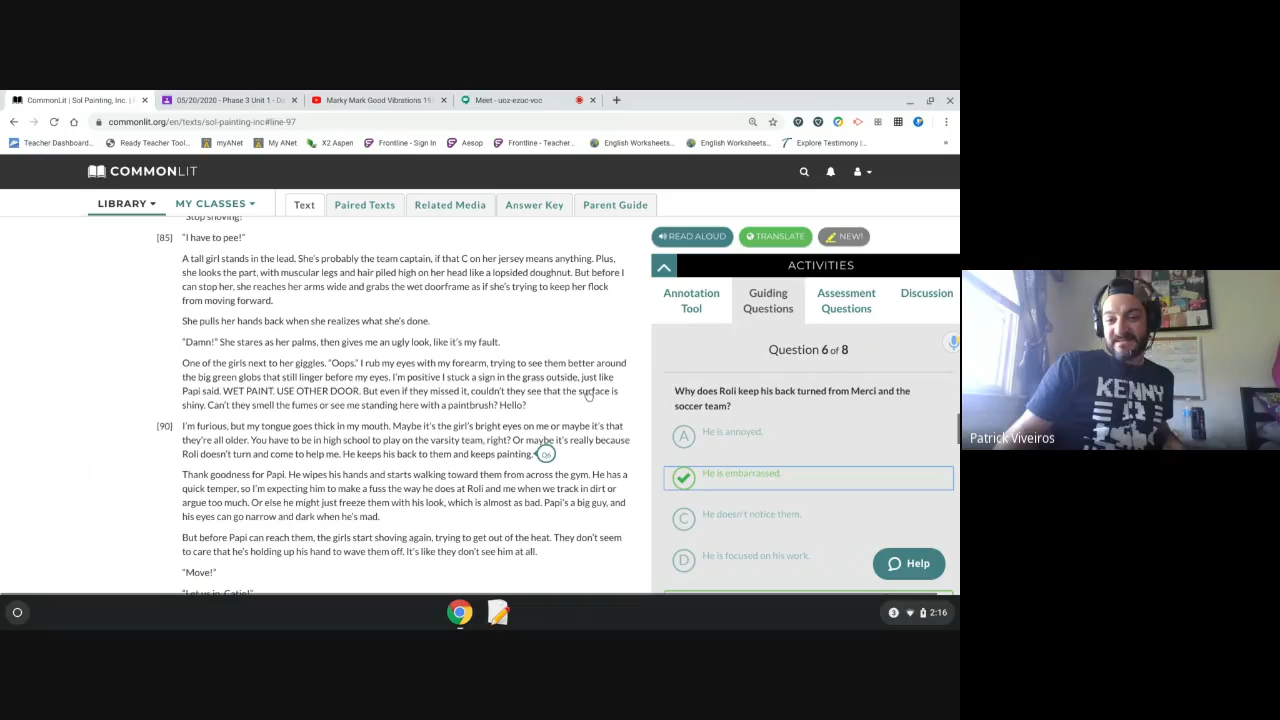 CommonLit | Sol Painting, Inc. |
05/20/2020 - Phase 3 Unit 1 - D
Marky Mark Good Vibrations 19
Meet - uoz-ezuc-voc
commonlit.org/en/texts/sol-painting-inc#line-97
Teacher Dashboard...
Ready Teacher Tool...
myANet
My ANet
X2 Aspen
Frontline - Sign In
Aesop
Frontline - Teacher...
English Worksheets...
English Worksheets...
Explore Testimony I...
»
COMMONLIT
LIBRARY
MY CLASSES
Text
Paired Texts
Related Media
Answer Key
Parent Guide
"Stop shoving!"
[85] "I have to pee!"
A tall girl stands in the lead. She's probably the team captain, if that C on her jersey means anything. Plus,
she looks the part, with muscular legs and hair piled high on her head like a lopsided doughnut. But before I
can stop her, she reaches her arms wide and grabs the wet doorframe as if she's trying to keep her flock
from moving forward.
She pulls her hands back when she realizes what she's done.
"Damn!" She stares at her palms, then gives me an ugly look, like it's my fault.
One of the girls next to her giggles. "Oops." I rub my eyes with my forearm, trying to see them better around
the big green globs that still linger before my eyes. I'm positive I stuck a sign in the grass outside, just like
Papi said. WET PAINT. USE OTHER DOOR. But even if they missed it, couldn't they see that the surface is
shiny. Can't they smell the fumes or see me standing here with a paintbrush? Hello?
[90] I'm furious, but my tongue goes thick in my mouth. Maybe it's the girl's bright eyes on me or maybe it's that
they're all older. You have to be in high school to play on the varsity team, right? Or maybe it's really because
Roli doesn't turn and come to help me. He keeps his back to them and keeps painting. Q6
Thank goodness for Papi. He wipes his hands and starts walking toward them from across the gym. He has a
quick temper, so I'm expecting him to make a fuss the way he does at Roli and me when we track in dirt or
argue too much. Or else he might just freeze them with his look, which is almost as bad. Papi's a big guy, and
his eyes can go narrow and dark when he's mad.
But before Papi can reach them, the girls start shoving again, trying to get out of the heat. They don't seem
to care that he's holding up his hand to wave them off. It's like they don't see him at all.
"Move!"
"Let us in, Catie!"
READ ALOUD
TRANSLATE
NEW!
ACTIVITIES
Annotation
Tool
Guiding
Questions
Assessment
Questions
Discussion
Question 6 of 8
Why does Roli keep his back turned from Merci and the
soccer team?
A He is annoyed.
He is embarrassed.
C He doesn't notice them.
D He is focused on his work.
Help
3 2:16
KENNY
Patrick Viveiros